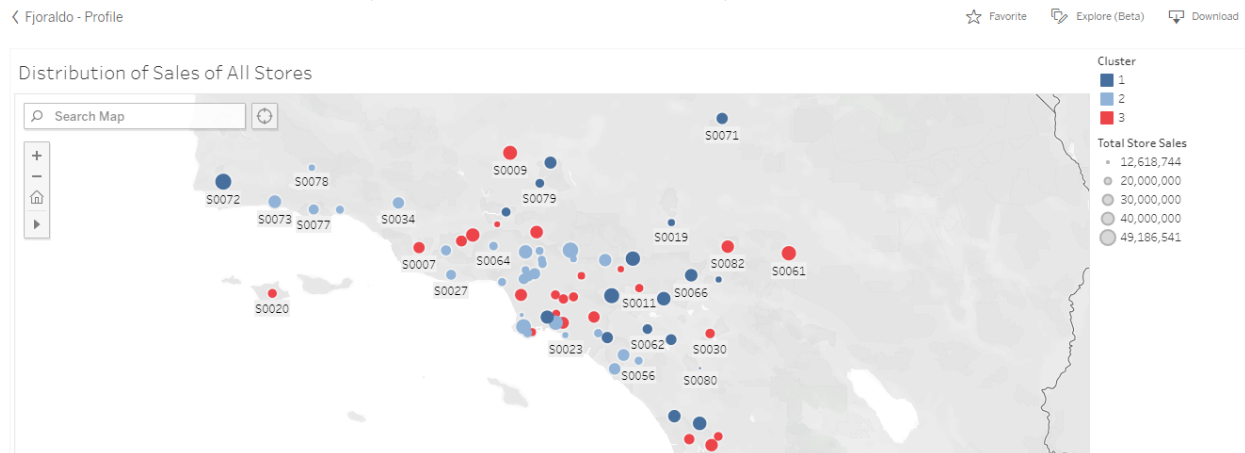 Fjoraldo - Profile
Favorite
Explore (Beta)
Download
Distribution of Sales of All Stores
Search Map
S0071
S0009
S0078
S0079
S0072
S0073
S0077
S0034
S0019
S0007
S0064
S0082
S0061
S0027
S0066
S0011
S0020
S0062
S0023
S0030
S0056
S0080
Cluster
1
2
3
Total Store Sales
12,618,744
20,000,000
30,000,000
40,000,000
49,186,541